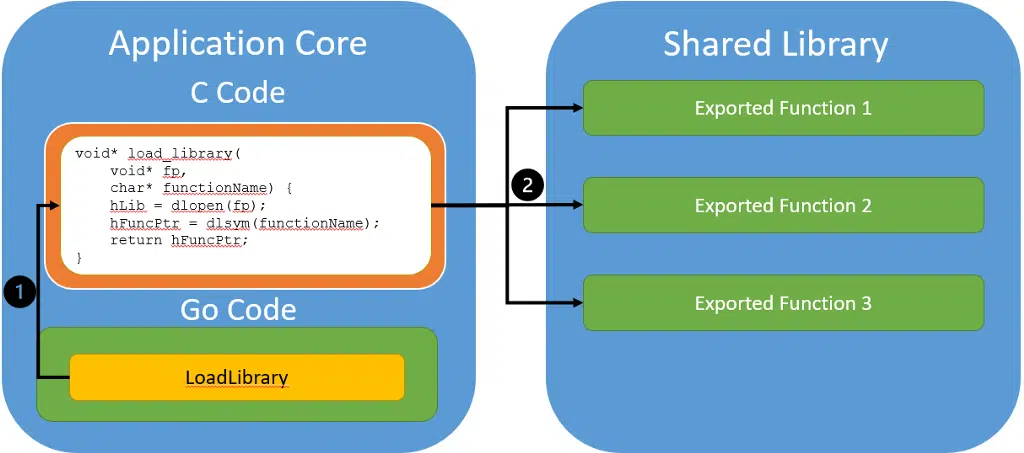 Application Core
C Code
void* load_library(
void* fp,
char* functionName) {
hLib = dlopen(fp);
hFuncPtr = dlsym(functionName);
return hFuncPtr;
}
1
Go Code
LoadLibrary
2
Shared Library
Exported Function 1
Exported Function 2
Exported Function 3